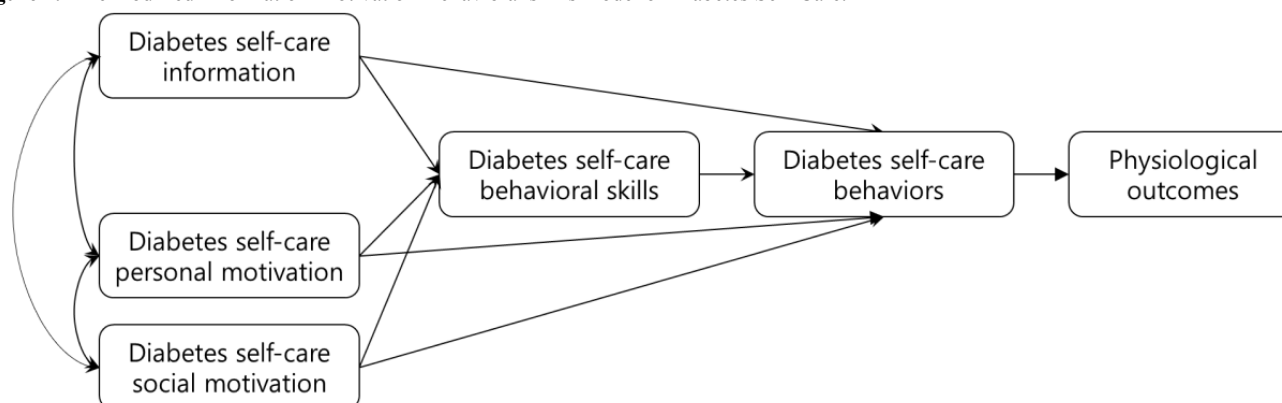 Diabetes self-care
information
Diabetes self-care
behavioral skills
Diabetes self-care
behaviors
Physiological
outcomes
Diabetes self-care
personal motivation
Diabetes self-care
social motivation